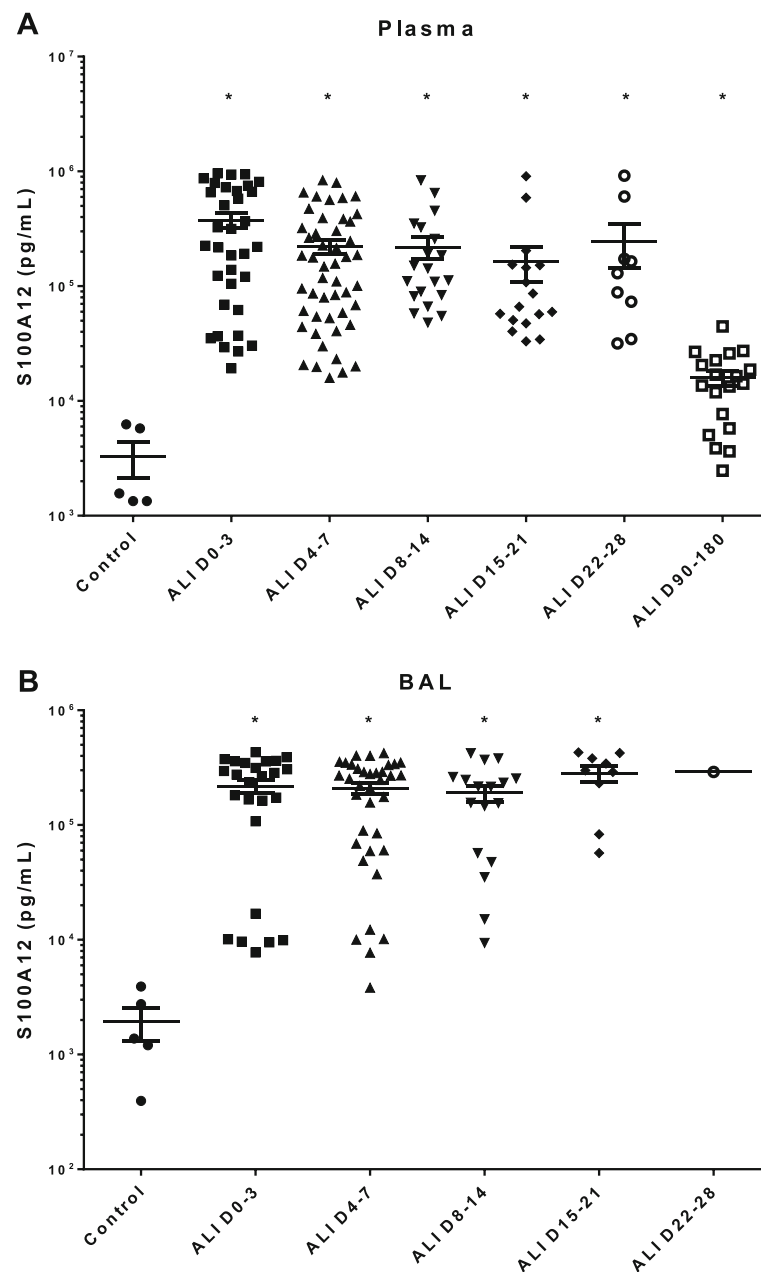 A
Plasma
* * * * * *
S100A12 (pg/mL)
10⁷
10⁶
10⁵
10⁴
10³
Control
ALI D0-3
ALI D4-7
ALI D8-14
ALI D15-21
ALI D22-28
ALI D90-180
B
BAL
* * * *
S100A12 (pg/mL)
10⁶
10⁵
10⁴
10³
10²
Control
ALI D0-3
ALI D4-7
ALI D8-14
ALI D15-21
ALI D22-28